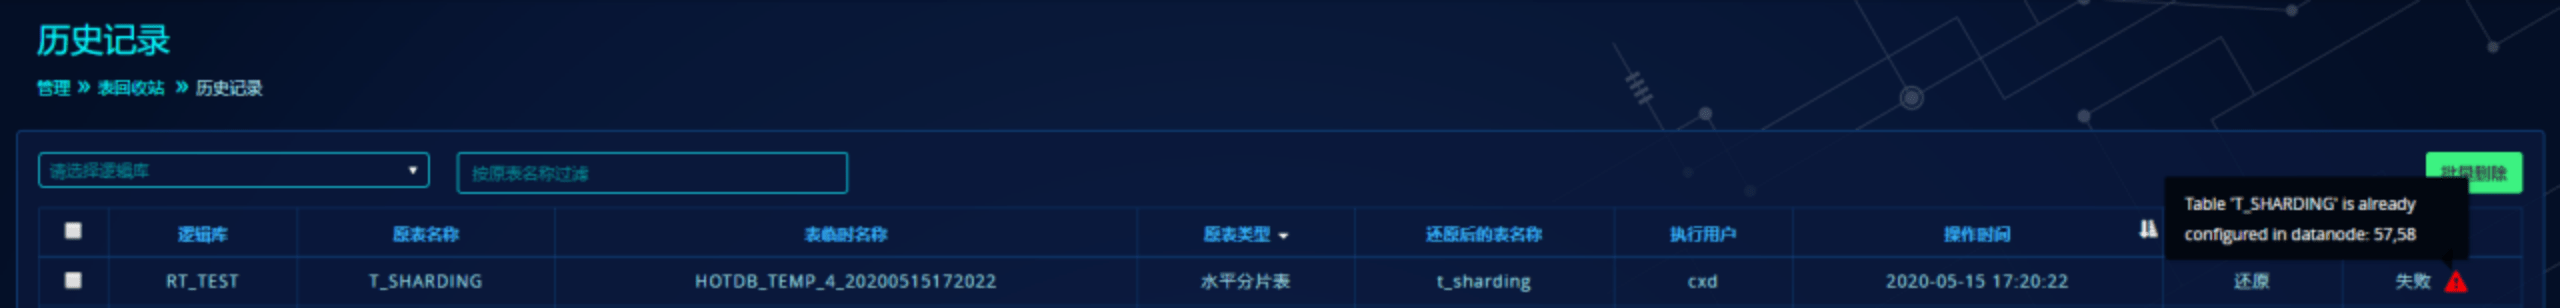 历史记录
管理 » 表回收站 » 历史记录
请选择逻辑库 按原表名称过滤 批量删除
Table 'T_SHARDING' is already
configured in datanode: 57,58
逻辑库 原表名称 表临时名称 原表类型 还原后的表名称 执行用户 操作时间
RT_TEST T_SHARDING HOTDB_TEMP_4_20200515172022 水平分片表 t_sharding cxd 2020-05-15 17:20:22 还原 失败